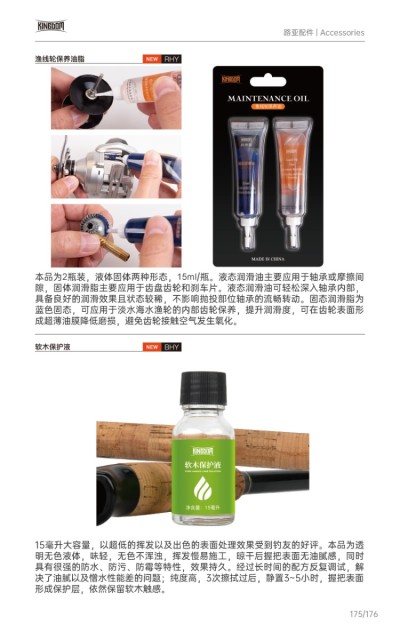 KINGDOM
路亚配件 | Accessories
渔线轮保养油脂
NEW RHY
KINGDOM
MAINTENANCE OIL
MADE IN CHINA
本品为2瓶装，液体固体两种形态，15ml/瓶。液态润滑油主要应用于轴承或摩擦间
隙，固体润滑脂主要应用于齿盘齿轮和刹车片。液态润滑油可轻松深入轴承内部，
具备良好的润滑效果且状态较稀，不影响抛投部位轴承的流畅转动。固态润滑脂为
蓝色固态，可应用于淡水海水渔轮的内部齿轮保养，提升润滑度，可在齿轮表面形
成超薄油膜降低磨损，避免齿轮接触空气发生氧化。
软木保护液
NEW BHY
KINGDOM
软木保护液
净含量：15毫升
15毫升大容量，以超低的挥发以及出色的表面处理效果受到钓友的好评。本品为透
明无色液体，味轻，无色不浑浊，挥发慢易施工，晾干后握把表面无油腻感，同时
具有很强的防水、防污、防霉等特性，效果持久。经过长时间的配方反复调试，解
决了油腻以及憎水性能差的问题；纯度高，3次擦拭过后，静置3~5小时，握把表面
形成保护层，依然保留软木触感。
175/176